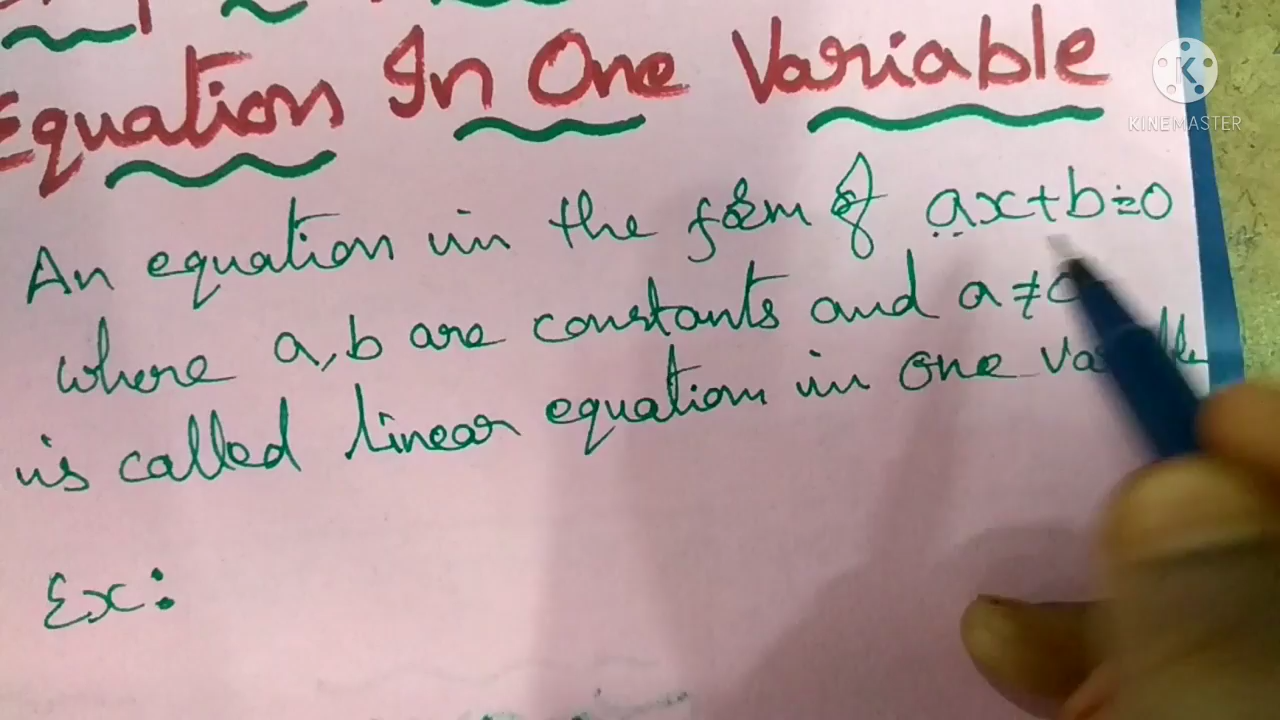 Equation In One Variable
KINEMASTER
An equation in the form of ax+b=0
where a, b are constants and a≠0
is called linear equation in one
Ex: